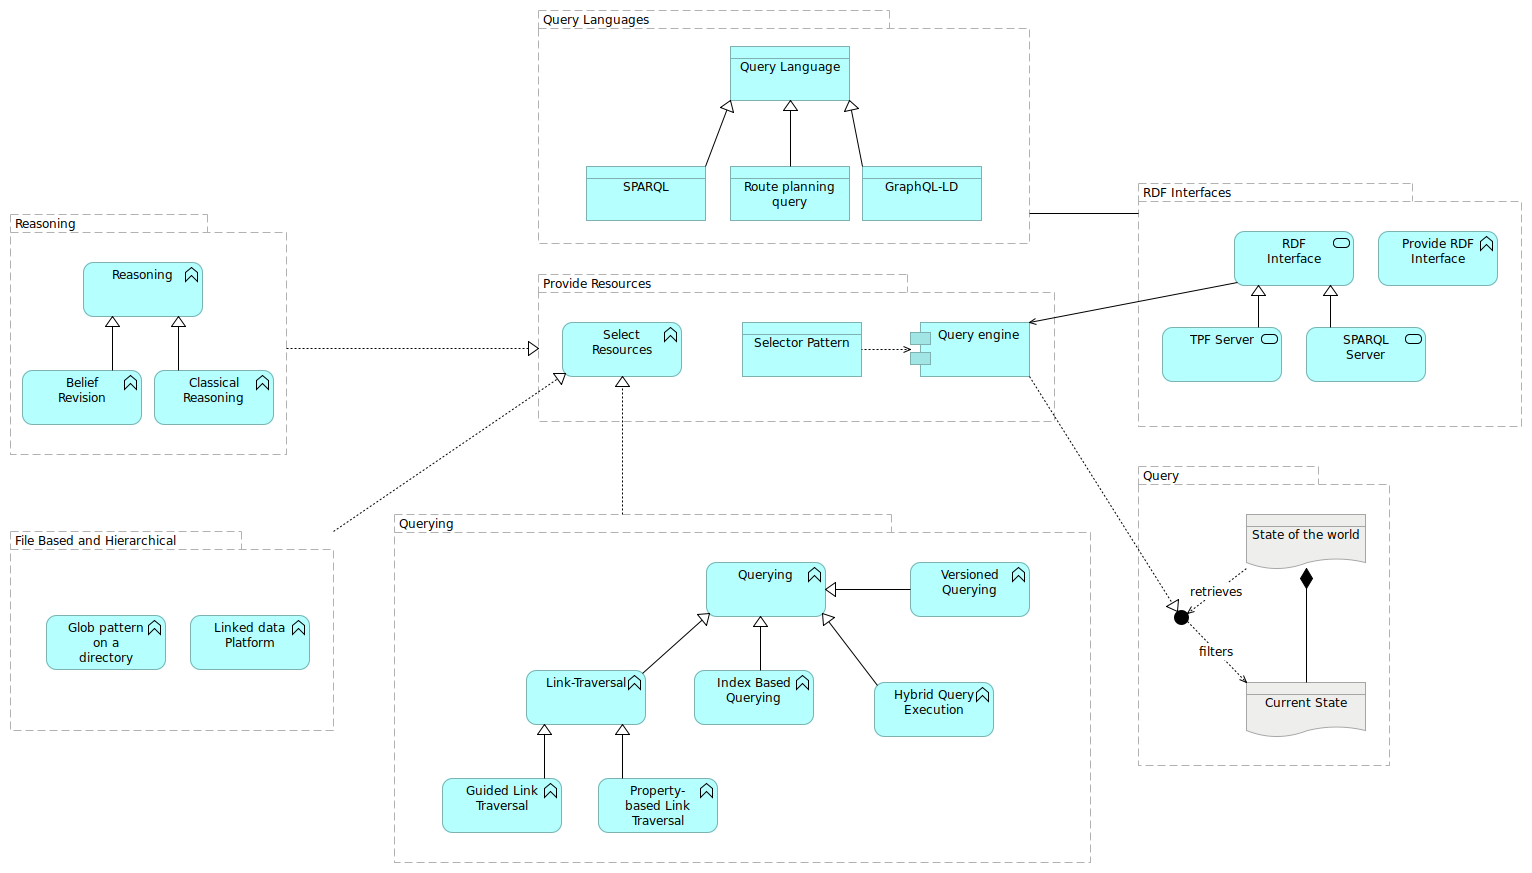 Query Languages
Query Language
SPARQL
Route planning
query
GraphQL-LD
RDF Interfaces
RDF
Interface
Provide RDF
Interface
TPF Server
SPARQL
Server
Reasoning
Reasoning
Belief
Revision
Classical
Reasoning
Provide Resources
Select
Resources
Selector Pattern
Query engine
Query
State of the world
retrieves
filters
Current State
File Based and Hierarchical
Glob pattern
on a
directory
Linked data
Platform
Querying
Querying
Versioned
Querying
Link-Traversal
Index Based
Querying
Hybrid Query
Execution
Guided Link
Traversal
Property-
based Link
Traversal